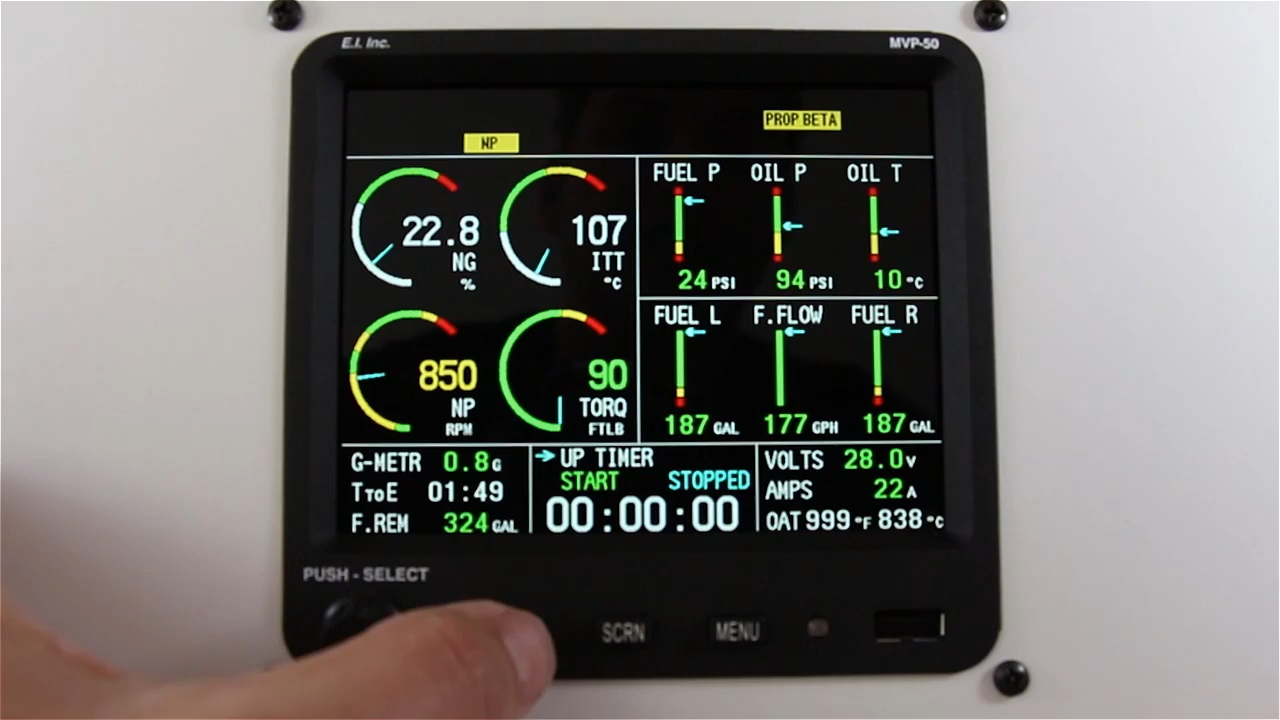 E.I. Inc. MVP-50
PROP BETA
NP
22.8
NG
%
107
ITT
°C
850
NP
RPM
90
TORQ
FTLB
FUEL P OIL P OIL T
24 PSI 94 PSI 10 °C
FUEL L F.FLOW FUEL R
187 GAL 177 GPH 187 GAL
G-METR 0.8 G
TTOE 01:49
F.REM 324 GAL
UP TIMER
START STOPPED
00:00:00
VOLTS 28.0 V
AMPS 22 A
OAT 999 °F 838 °C
PUSH - SELECT
SCRN MENU